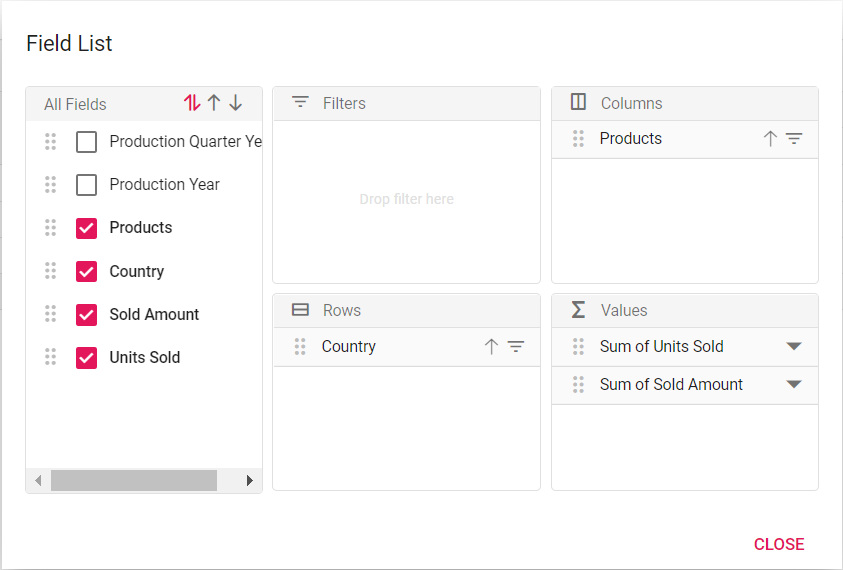 Field List
All Fields
Production Quarter Ye
Production Year
Products
Country
Sold Amount
Units Sold
Filters
Drop filter here
Columns
Products
Rows
Country
Values
Sum of Units Sold
Sum of Sold Amount
CLOSE